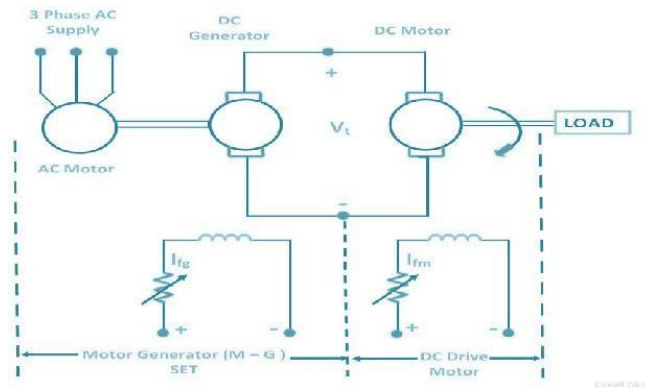 3 Phase AC
Supply
DC
Generator
DC Motor
+
Vt
LOAD
AC Motor
-
Ifg
Ifm
+
-
+
-
Motor Generator (M – G )
SET
DC Drive
Motor